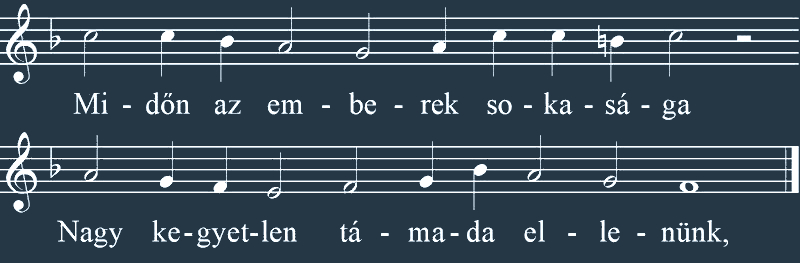 Mi - dőn az em - be - rek so - ka - sá - ga
Nagy ke - gyet - len tá - ma - da el - le - nünk,